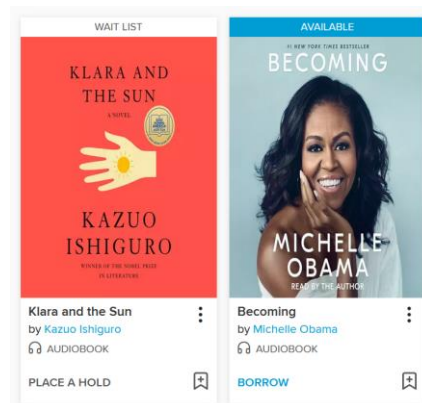 WAIT LIST
KLARA AND
THE SUN
A NOVEL
KAZUO
ISHIGURO
WINNER OF THE NOBEL PRIZE
IN LITERATURE
Klara and the Sun
by Kazuo Ishiguro
AUDIOBOOK
PLACE A HOLD
AVAILABLE
#1 NEW YORK TIMES BESTSELLER
BECOMING
MICHELLE
OBAMA
READ BY THE AUTHOR
Becoming
by Michelle Obama
AUDIOBOOK
BORROW